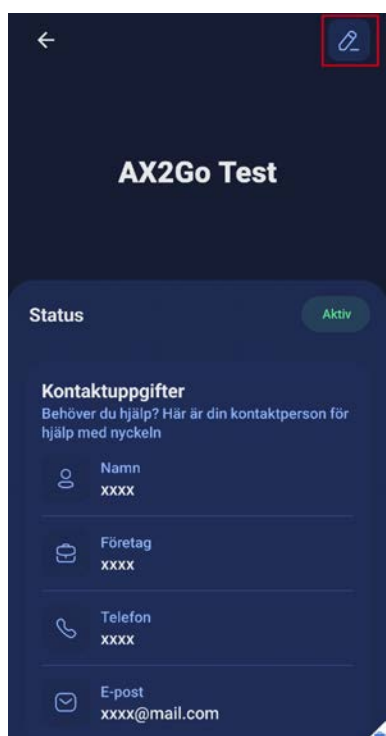 AX2Go Test
Status
Aktiv
Kontaktuppgifter
Behöver du hjälp? Här är din kontaktperson för
hjälp med nyckeln
Namn
xxxx
Företag
xxxx
Telefon
xxxx
E-post
xxxx@mail.com